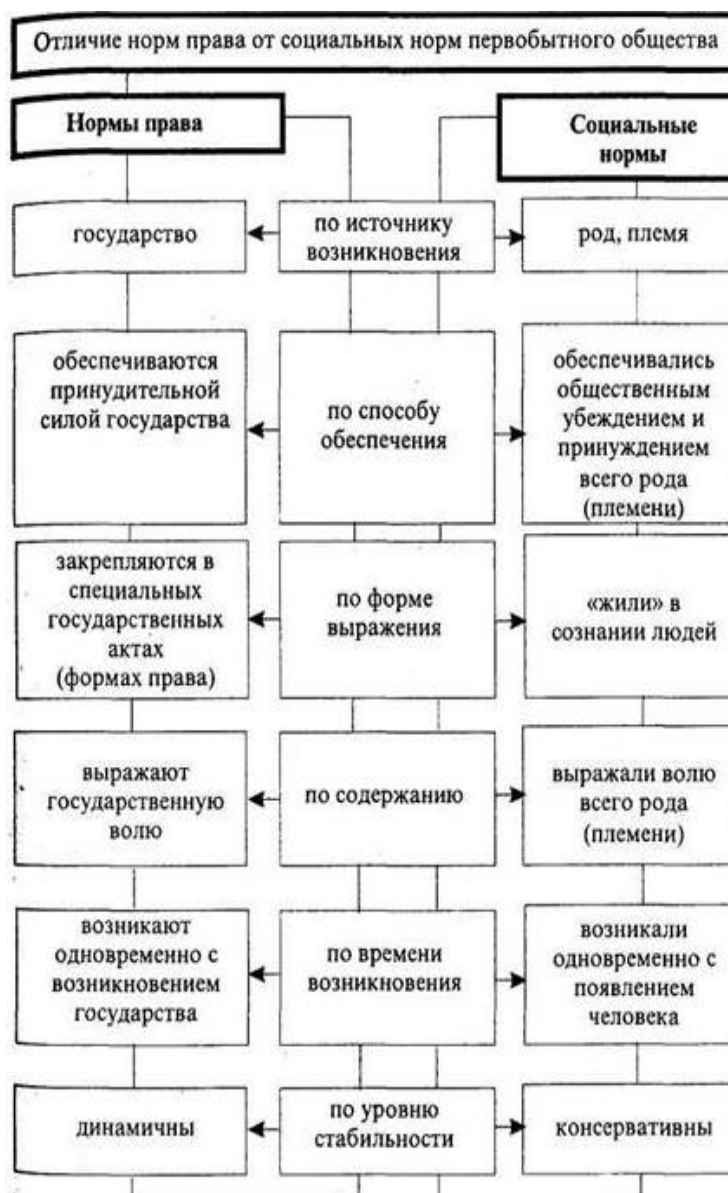 Отличие норм права от социальных норм первобытного общества
Нормы права
Социальные
нормы
государство
по источнику
возникновения
род, племя
обеспечиваются
принудительной
силой государства
по способу
обеспечения
обеспечивались
общественным
убеждением и
принуждением
всего рода
(племени)
закрепляются в
специальных
государственных
актах
(формах права)
по форме
выражения
«жили» в
сознании людей
выражают
государственную
волю
по содержанию
выражали волю
всего рода
(племени)
возникают
одновременно с
возникновением
государства
по времени
возникновения
возникали
одновременно с
появлением
человека
динамичны
по уровню
стабильности
консервативны